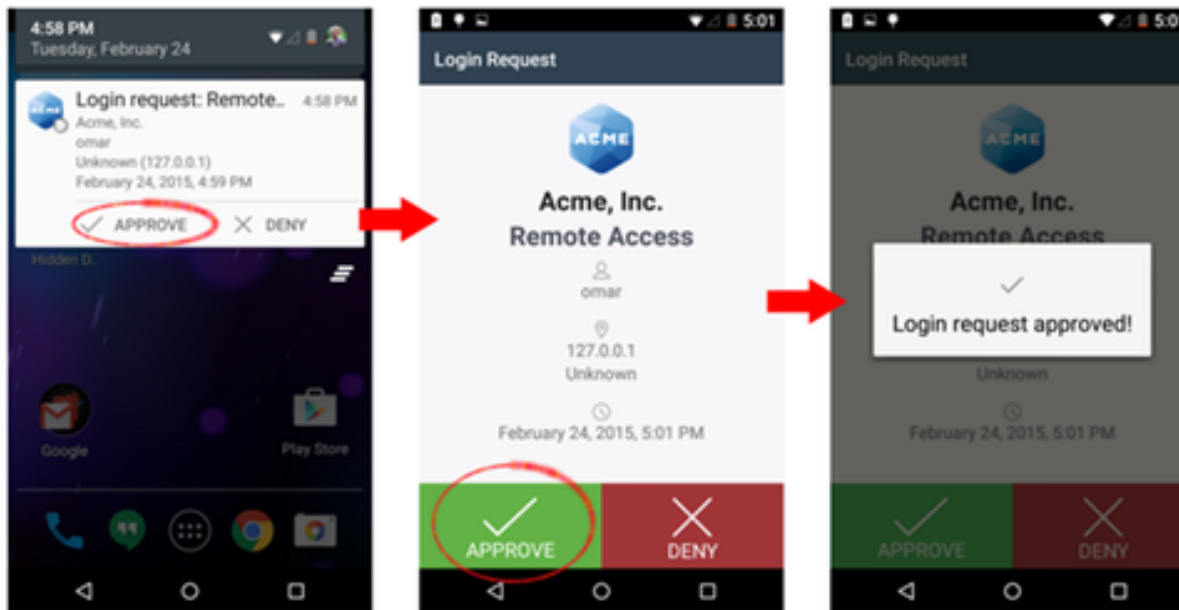 4:58 PM
Tuesday, February 24
Login request: Remote..
4:58 PM
Acme, Inc.
omar
Unknown (127.0.0.1)
February 24, 2015, 4:59 PM
APPROVE
DENY
Hidden D..
Google
Play Store
5:01
Login Request
ACME
Acme, Inc.
Remote Access
omar
127.0.0.1
Unknown
February 24, 2015, 5:01 PM
APPROVE
DENY
Login Request
ACME
Acme, Inc.
Remote Access
Login request approved!
Unknown
February 24, 2015, 5:01 PM
APPROVE
DENY